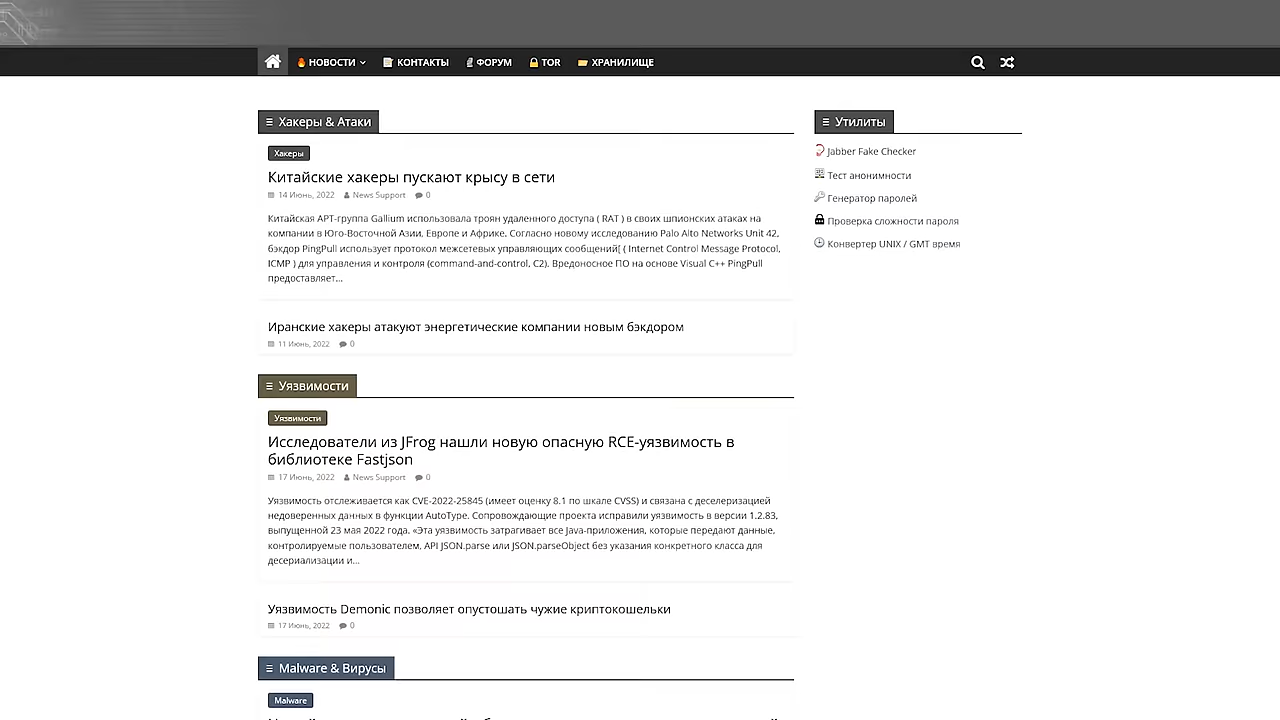 НОВОСТИ КОНТАКТЫ ФОРУМ TOR ХРАНИЛИЩЕ
Хакеры & Атаки
Хакеры
Китайские хакеры пускают крысу в сети
14 Июнь, 2022 News Support 0
Китайская APT-группа Gallium использовала троян удаленного доступа ( RAT ) в своих шпионских атаках на
компании в Юго-Восточной Азии, Европе и Африке. Согласно новому исследованию Palo Alto Networks Unit 42,
бэкдор PingPull использует протокол межсетевых управляющих сообщений[ ( Internet Control Message Protocol,
ICMP ) для управления и контроля (command-and-control, C2). Вредоносное ПО на основе Visual C++ PingPull
предоставляет...
Иранские хакеры атакуют энергетические компании новым бэкдором
11 Июнь, 2022 0
Уязвимости
Уязвимости
Исследователи из JFrog нашли новую опасную RCE-уязвимость в
библиотеке Fastjson
17 Июнь, 2022 News Support 0
Уязвимость отслеживается как CVE-2022-25845 (имеет оценку 8.1 по шкале CVSS) и связана с деселеризацией
недоверенных данных в функции AutoType. Сопровождающие проекта исправили уязвимость в версии 1.2.83,
выпущенной 23 мая 2022 года. «Эта уязвимость затрагивает все Java-приложения, которые передают данные,
контролируемые пользователем, API JSON.parse или JSON.parseObject без указания конкретного класса для
десериализации и...
Уязвимость Demonic позволяет опустошать чужие криптокошельки
17 Июнь, 2022 0
Malware & Вирусы
Malware
Утилиты
Jabber Fake Checker
Тест анонимности
Генератор паролей
Проверка сложности пароля
Конвертер UNIX / GMT время